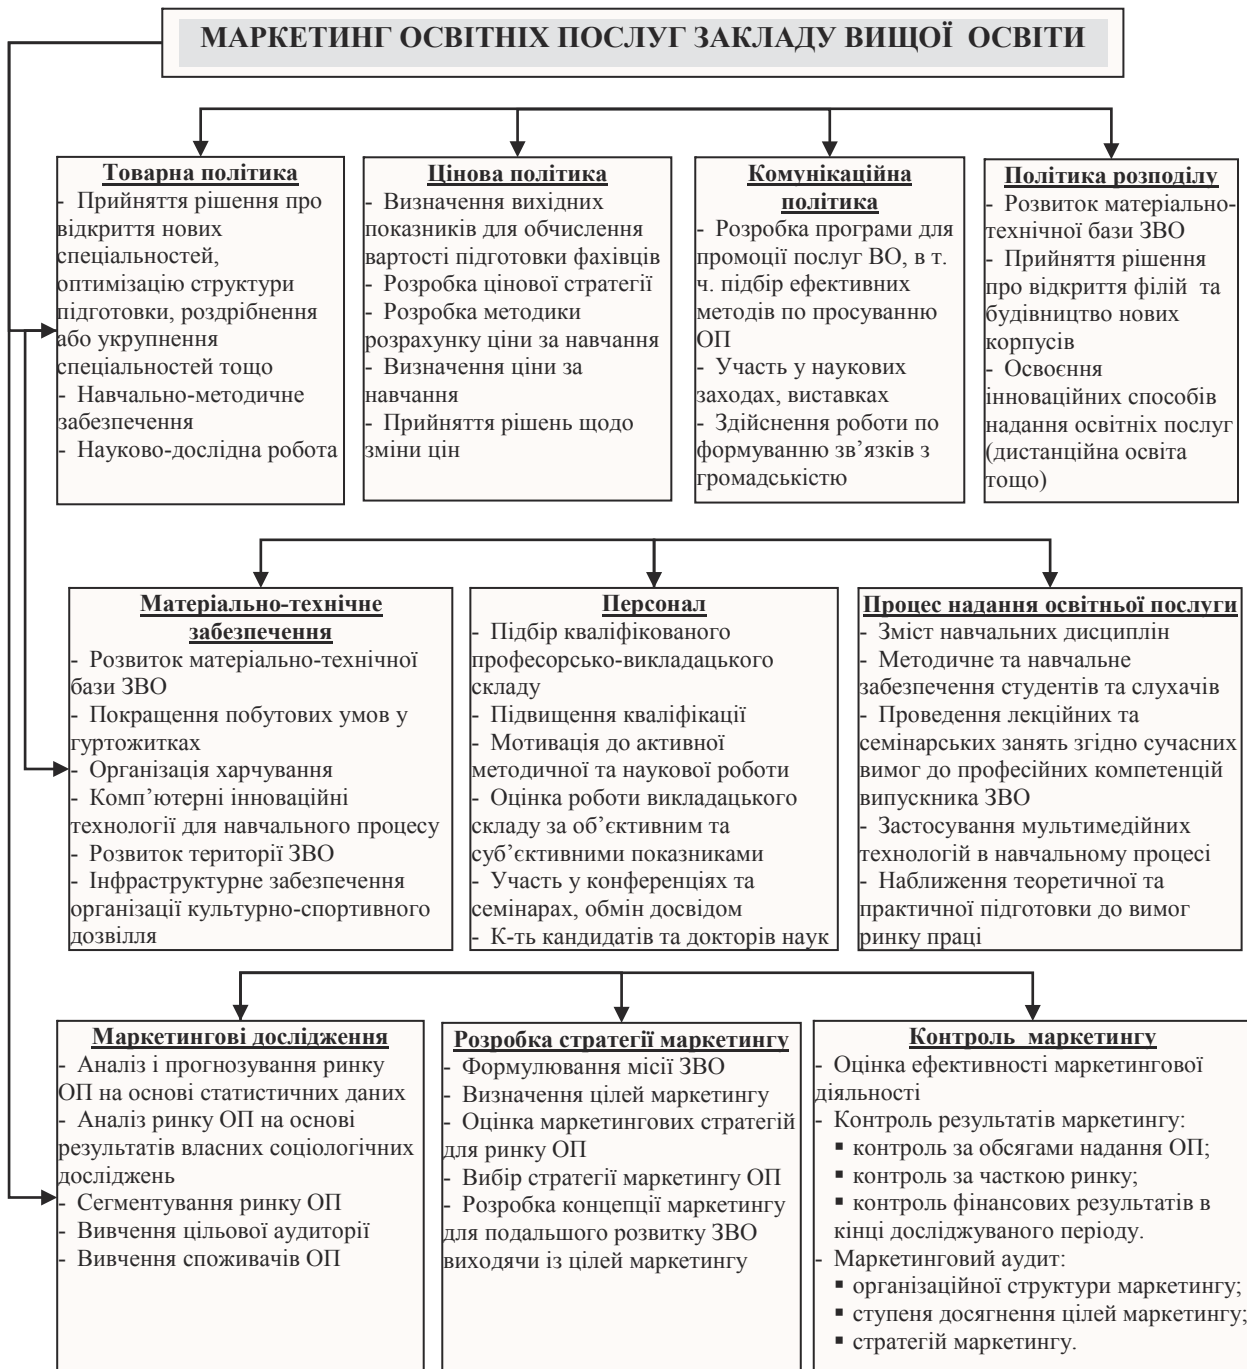 МАРКЕТИНГ ОСВІТНІХ ПОСЛУГ ЗАКЛАДУ ВИЩОЇ ОСВІТИ
Товарна політика
- Прийняття рішення про
відкриття нових
спеціальностей,
оптимізацію структури
підготовки, роздрібнення
або укрупнення
спеціальностей тощо
- Навчально-методичне
забезпечення
- Науково-дослідна робота
Цінова політика
- Визначення вихідних
показників для обчислення
вартості підготовки фахівців
- Розробка цінової стратегії
- Розробка методики
розрахунку ціни за навчання
- Визначення ціни за
навчання
- Прийняття рішень щодо
зміни цін
Комунікаційна
політика
- Розробка програми для
промоції послуг ВО, в т.
ч. підбір ефективних
методів по просуванню
ОП
- Участь у наукових
заходах, виставках
- Здійснення роботи по
формуванню зв’язків з
громадськістю
Політика розподілу
- Розвиток матеріально-
технічної бази ЗВО
- Прийняття рішення
про відкриття філій та
будівництво нових
корпусів
- Освоєння
інноваційних способів
надання освітніх послуг
(дистанційна освіта
тощо)
Матеріально-технічне
забезпечення
- Розвиток матеріально-технічної
бази ЗВО
- Покращення побутових умов у
гуртожитках
- Організація харчування
- Комп’ютерні інноваційні
технології для навчального процесу
- Розвиток території ЗВО
- Інфраструктурне забезпечення
організації культурно-спортивного
дозвілля
Персонал
- Підбір кваліфікованого
професорсько-викладацького
складу
- Підвищення кваліфікації
- Мотивація до активної
методичної та наукової роботи
- Оцінка роботи викладацького
складу за об’єктивним та
суб’єктивними показниками
- Участь у конференціях та
семінарах, обмін досвідом
- К-ть кандидатів та докторів наук
Процес надання освітньої послуги
- Зміст навчальних дисциплін
- Методичне та навчальне
забезпечення студентів та слухачів
- Проведення лекційних та
семінарських занять згідно сучасних
вимог до професійних компетенцій
випускника ЗВО
- Застосування мультимедійних
технологій в навчальному процесі
- Наближення теоретичної та
практичної підготовки до вимог
ринку праці
Маркетингові дослідження
- Аналіз і прогнозування ринку
ОП на основі статистичних даних
- Аналіз ринку ОП на основі
результатів власних соціологічних
досліджень
- Сегментування ринку ОП
- Вивчення цільової аудиторії
- Вивчення споживачів ОП
Розробка стратегії маркетингу
- Формулювання місії ЗВО
- Визначення цілей маркетингу
- Оцінка маркетингових стратегій
для ринку ОП
- Вибір стратегії маркетингу ОП
- Розробка концепції маркетингу
для подальшого розвитку ЗВО
виходячи із цілей маркетингу
Контроль маркетингу
- Оцінка ефективності маркетингової
діяльності
- Контроль результатів маркетингу:
▪ контроль за обсягами надання ОП;
▪ контроль за часткою ринку;
▪ контроль фінансових результатів в
кінці досліджуваного періоду.
- Маркетинговий аудит:
▪ організаційної структури маркетингу;
▪ ступеня досягнення цілей маркетингу;
▪ стратегій маркетингу.